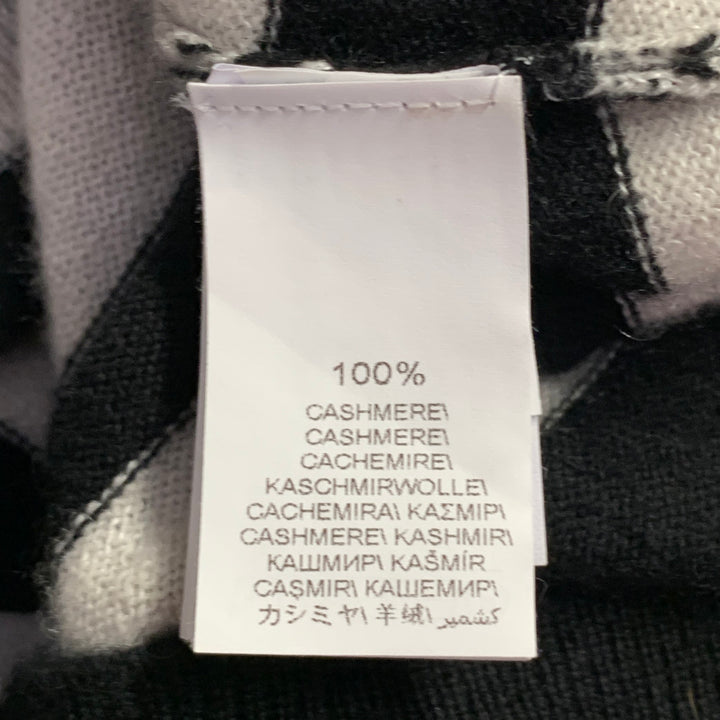 100%
CASHMERE\
CASHMERE\
CACHEMIRE\
KASCHMIRWOLLE\
CACHEMIRA\ ΚΑΣΜΙΡ\
CASHMERE\ KASHMIR\
КАШМИР\ KAŠMÍR
CAŞMIR\ КАШЕМИР\
カシミヤ\ 羊绒\ كشمير